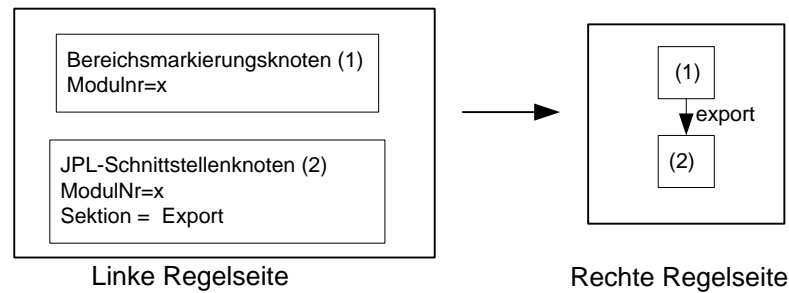 Bereichsmarkierungsknoten (1)
Modulnr=x
JPL-Schnittstellenknoten (2)
ModulNr=x
Sektion =  Export
Linke Regelseite
(1)
export
(2)
Rechte Regelseite